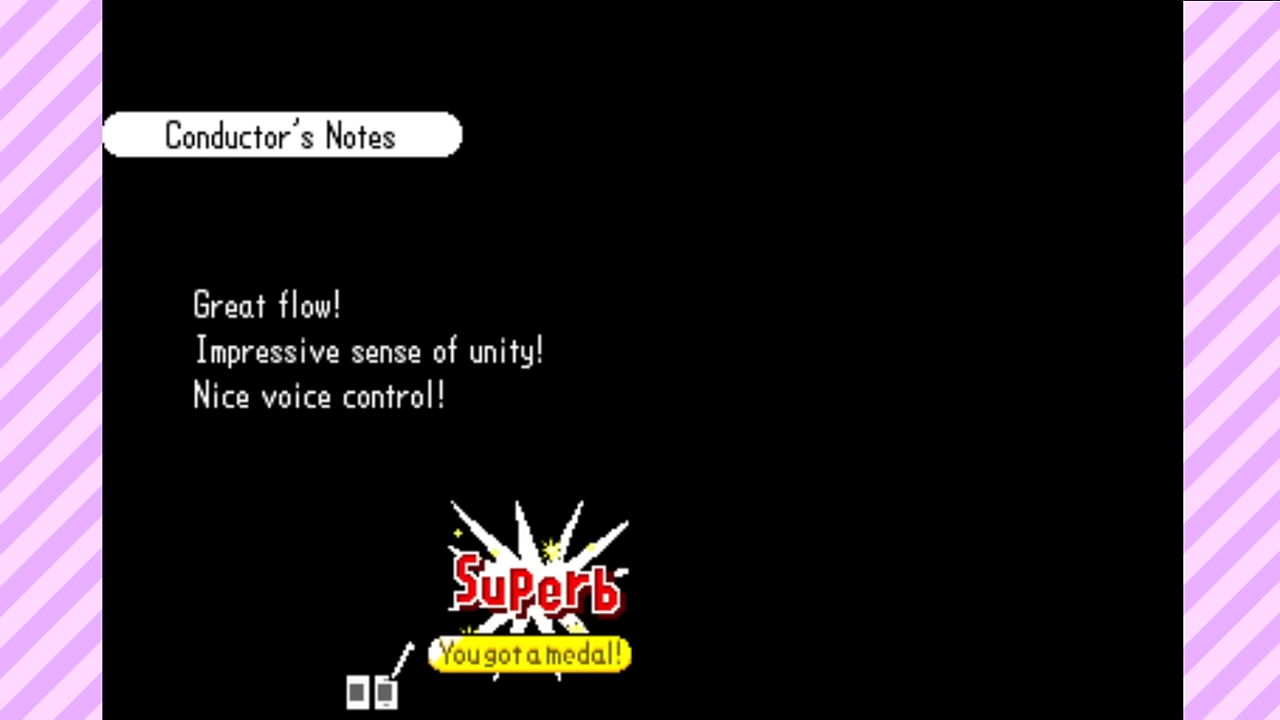 Conductor's Notes
Great flow!
Impressive sense of unity!
Nice voice control!
Superb
You got a medal!